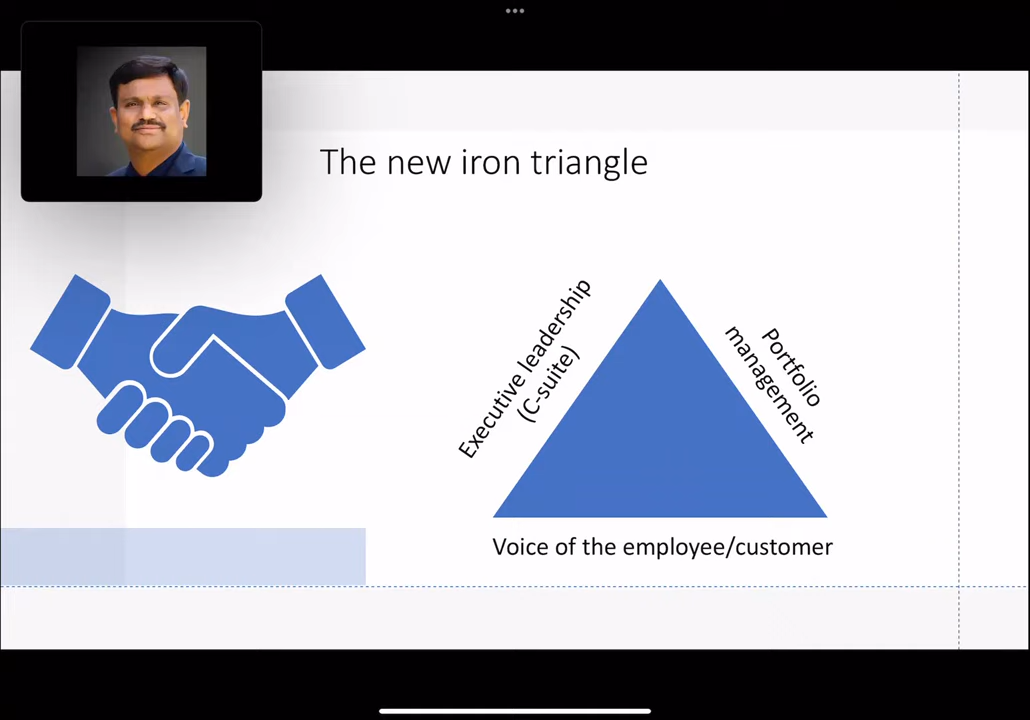 The new iron triangle
Executive leadership
(C-suite)
Portfolio
management
Voice of the employee/customer